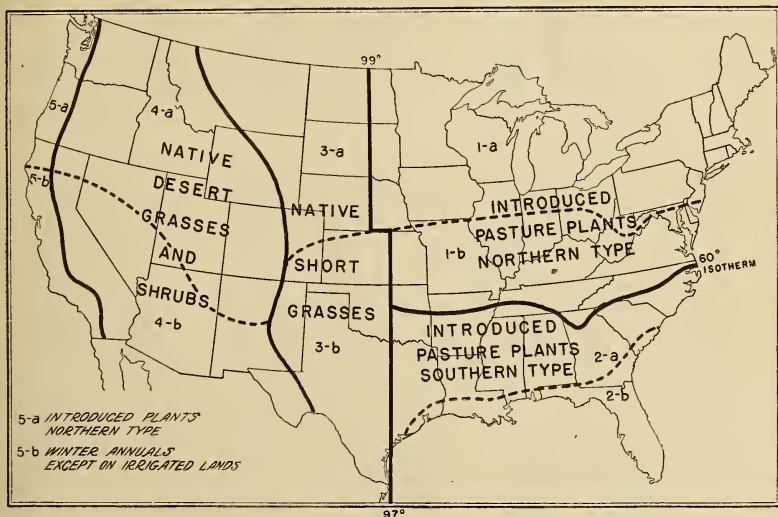 99°
5-a
4-a
3-a
1-a
NATIVE
5-b
DESERT
GRASSES
AND
SHRUBS
4-b
NATIVE
SHORT
GRASSES
3-b
INTRODUCED
PASTURE PLANTS
1-b
NORTHERN TYPE
60°
ISOTHERM
INTRODUCED
PASTURE PLANTS
SOUTHERN TYPE
2-a
2-b
5-a INTRODUCED PLANTS
NORTHERN TYPE
5-b WINTER ANNUALS
EXCEPT ON IRRIGATED LANDS
97°